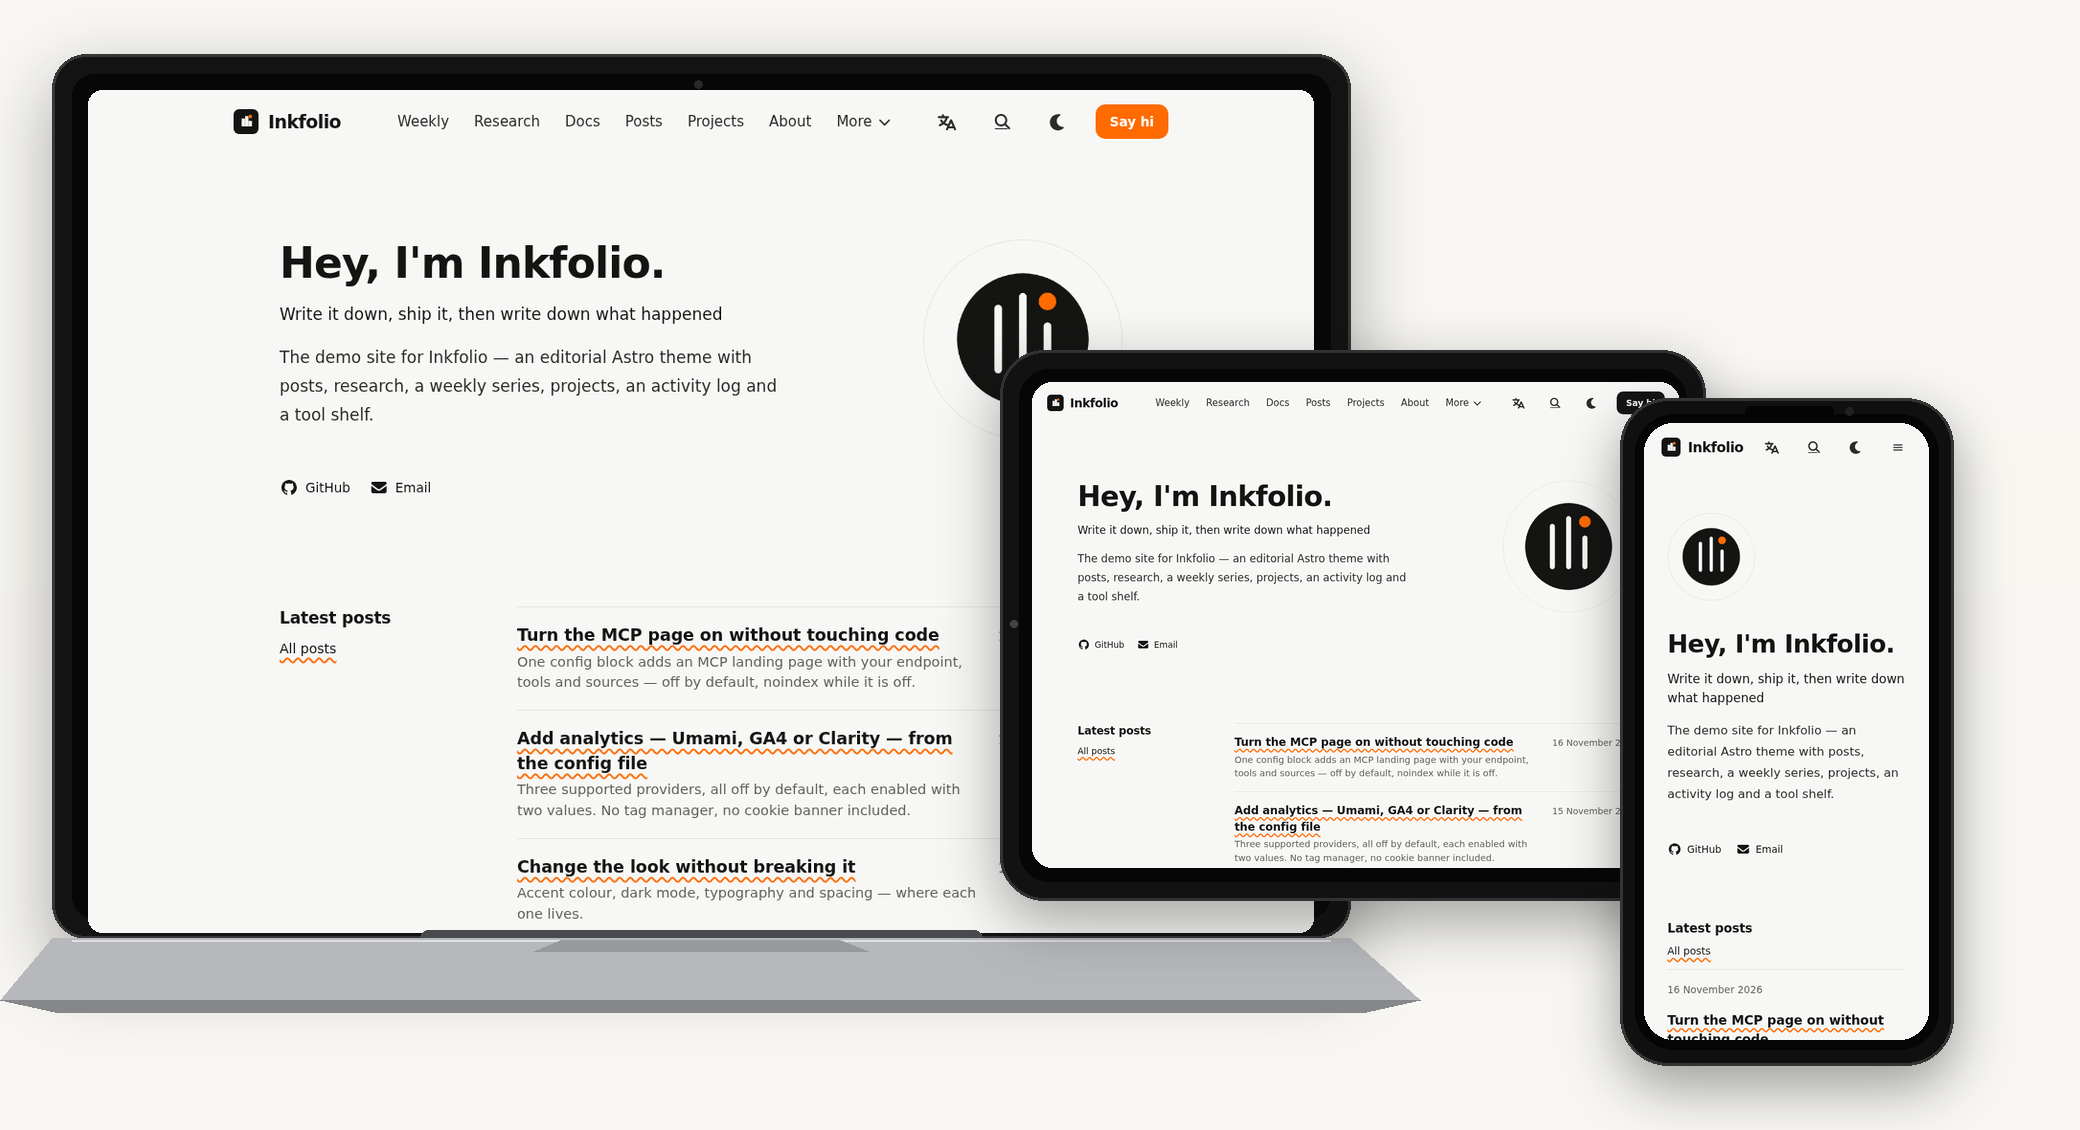 Inkfolio
Weekly Research Docs Posts Projects About More
Say hi
Hey, I'm Inkfolio.
Write it down, ship it, then write down what happened
The demo site for Inkfolio — an editorial Astro theme with
posts, research, a weekly series, projects, an activity log and
a tool shelf.
GitHub Email
Latest posts
All posts
Turn the MCP page on without touching code
One config block adds an MCP landing page with your endpoint,
tools and sources — off by default, noindex while it is off.
Add analytics — Umami, GA4 or Clarity — from
the config file
Three supported providers, all off by default, each enabled with
two values. No tag manager, no cookie banner included.
Change the look without breaking it
Accent colour, dark mode, typography and spacing — where each
one lives.
Inkfolio
Weekly Research Docs Posts Projects About More
Say
Hey, I'm Inkfolio.
Write it down, ship it, then write down what happened
The demo site for Inkfolio — an editorial Astro theme with
posts, research, a weekly series, projects, an activity log and
a tool shelf.
GitHub Email
Latest posts
All posts
Turn the MCP page on without touching code
16 November 2
One config block adds an MCP landing page with your endpoint,
tools and sources — off by default, noindex while it is off.
Add analytics — Umami, GA4 or Clarity — from
the config file
15 November 2
Three supported providers, all off by default, each enabled with
two values. No tag manager, no cookie banner included.
Inkfolio
Hey, I'm Inkfolio.
Write it down, ship it, then write down
what happened
The demo site for Inkfolio — an
editorial Astro theme with posts,
research, a weekly series, projects, an
activity log and a tool shelf.
GitHub Email
Latest posts
All posts
16 November 2026
Turn the MCP page on without
touching code